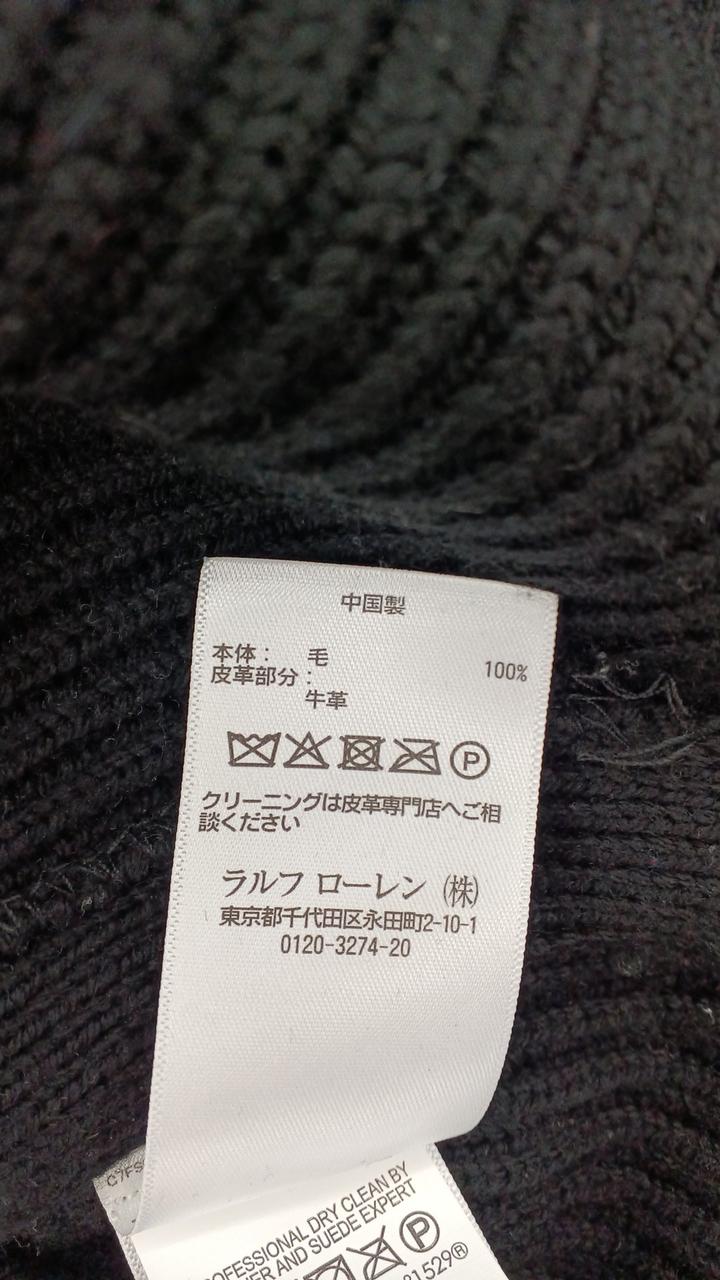 中国製
本体： 毛 100%
皮革部分：
牛革
P
クリーニングは皮革専門店へご相
談ください
ラルフ ローレン ㈱
東京都千代田区永田町2-10-1
0120-3274-20
DRY CLEAN BY
AND SUEDE EXPERT
P